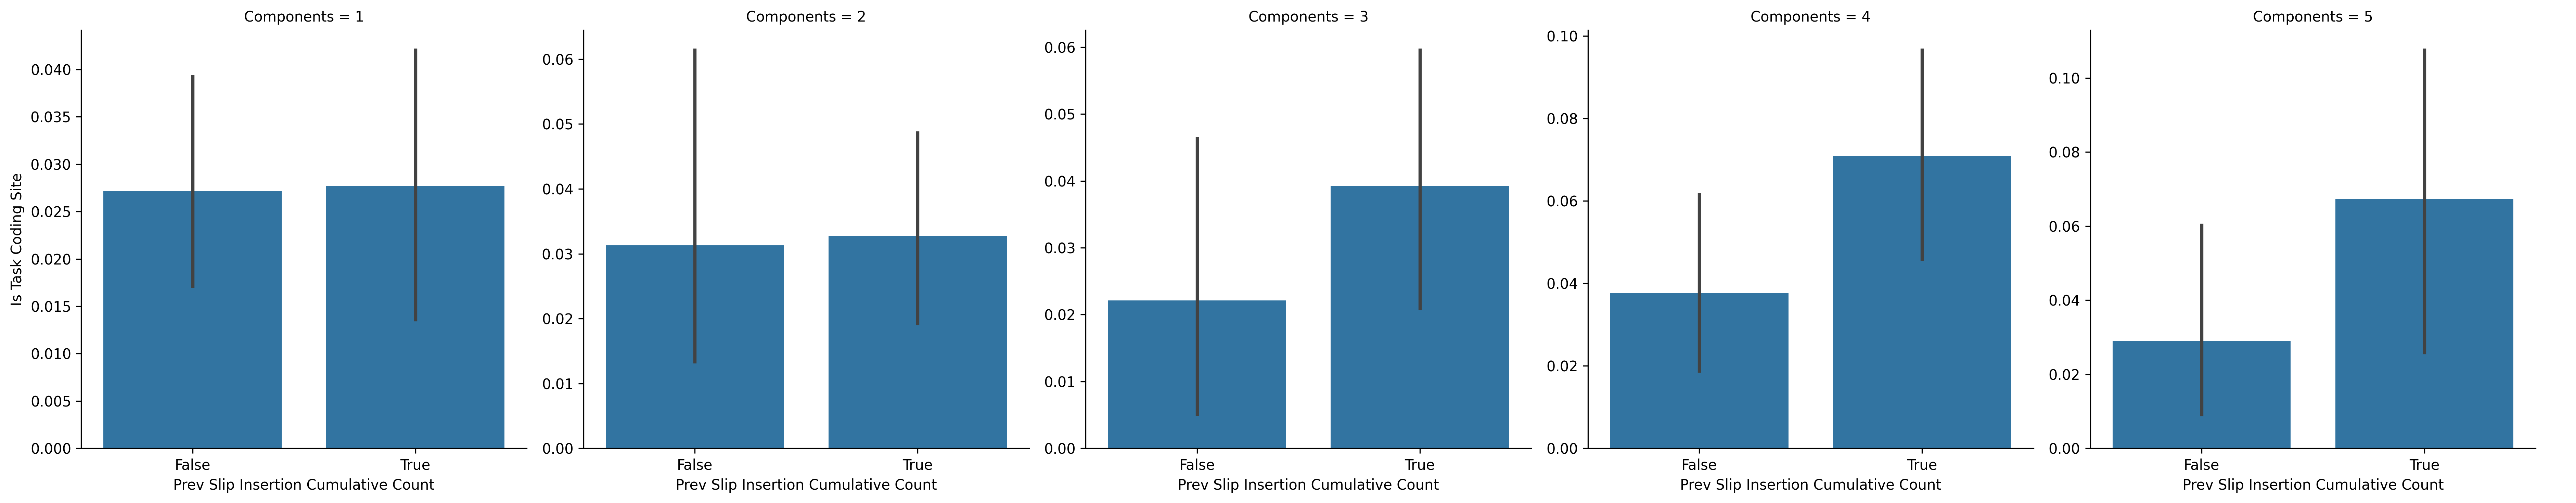 Components = 1
Is Task Coding Site
0.040
0.035
0.030
0.025
0.020
0.015
0.010
0.005
0.000
False
True
Prev Slip Insertion Cumulative Count
Components = 2
0.06
0.05
0.04
0.03
0.02
0.01
0.00
False
True
Prev Slip Insertion Cumulative Count
Components = 3
0.06
0.05
0.04
0.03
0.02
0.01
0.00
False
True
Prev Slip Insertion Cumulative Count
Components = 4
0.10
0.08
0.06
0.04
0.02
0.00
False
True
Prev Slip Insertion Cumulative Count
Components = 5
0.10
0.08
0.06
0.04
0.02
0.00
False
True
Prev Slip Insertion Cumulative Count